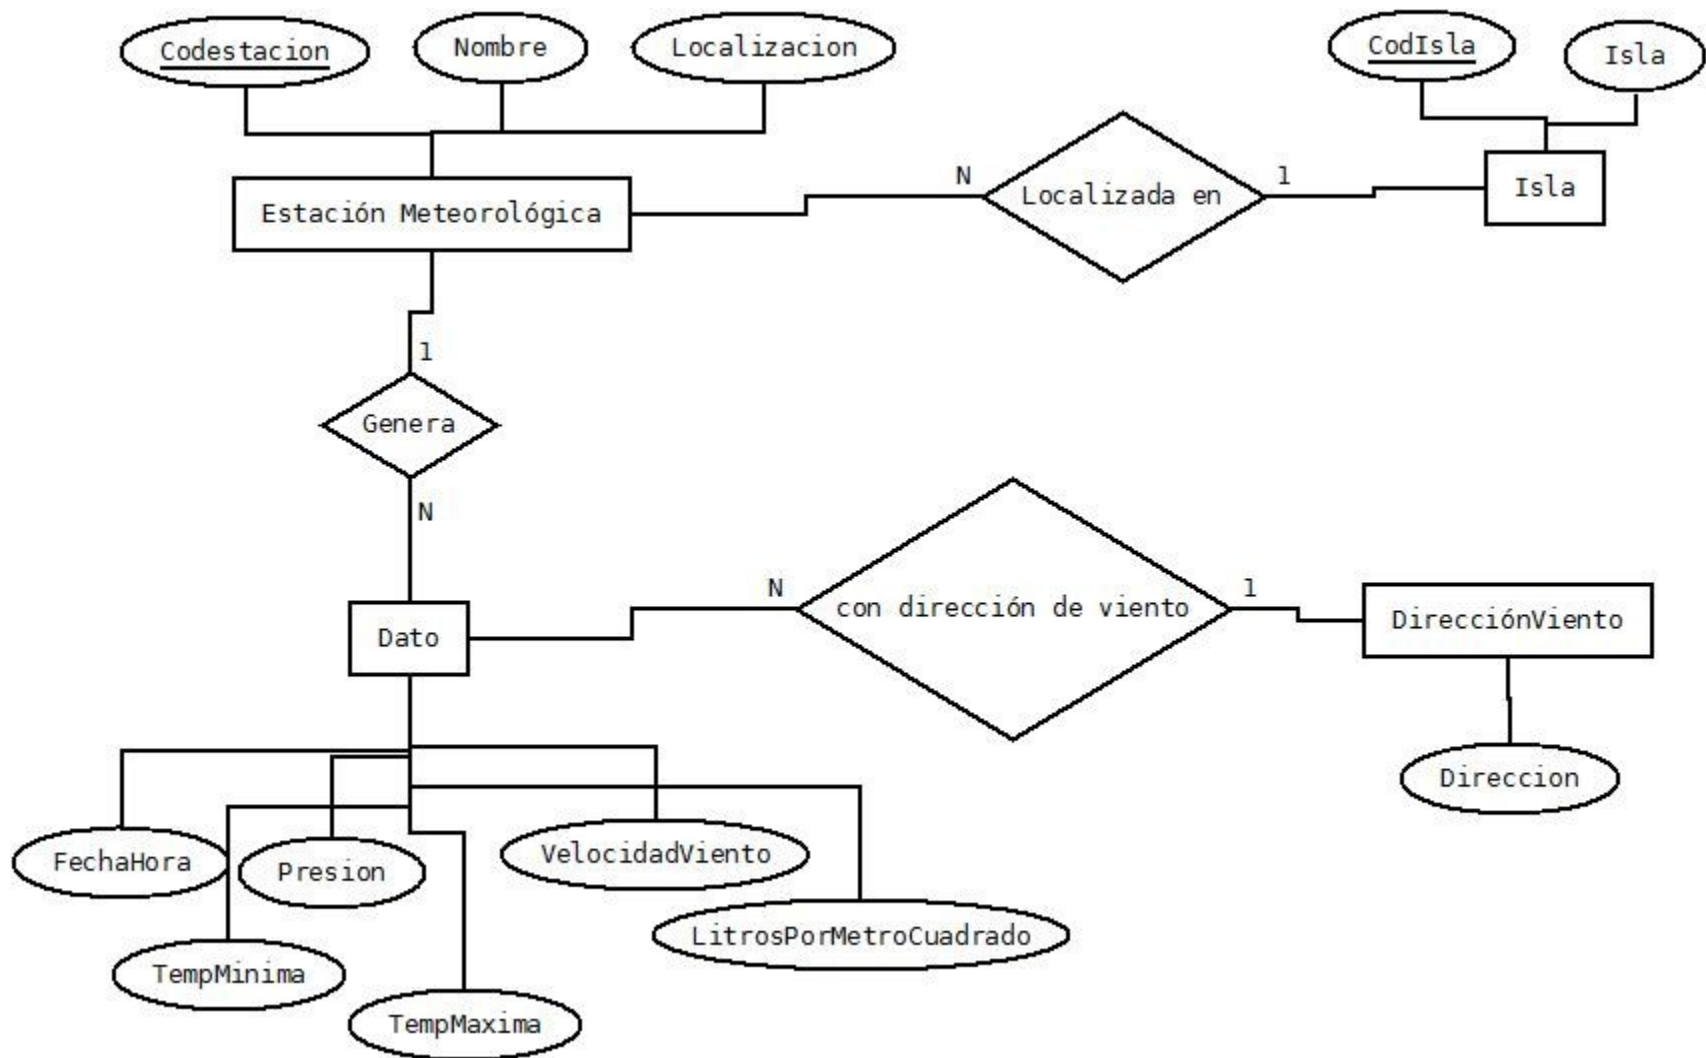 Codestacion
Nombre
Localizacion
CodIsla
Isla
Estación Meteorológica
N
Localizada en
1
Isla
1
Genera
N
Dato
N
con dirección de viento
1
DirecciónViento
Direccion
FechaHora
Presion
VelocidadViento
LitrosPorMetroCuadrado
TempMinima
TempMaxima